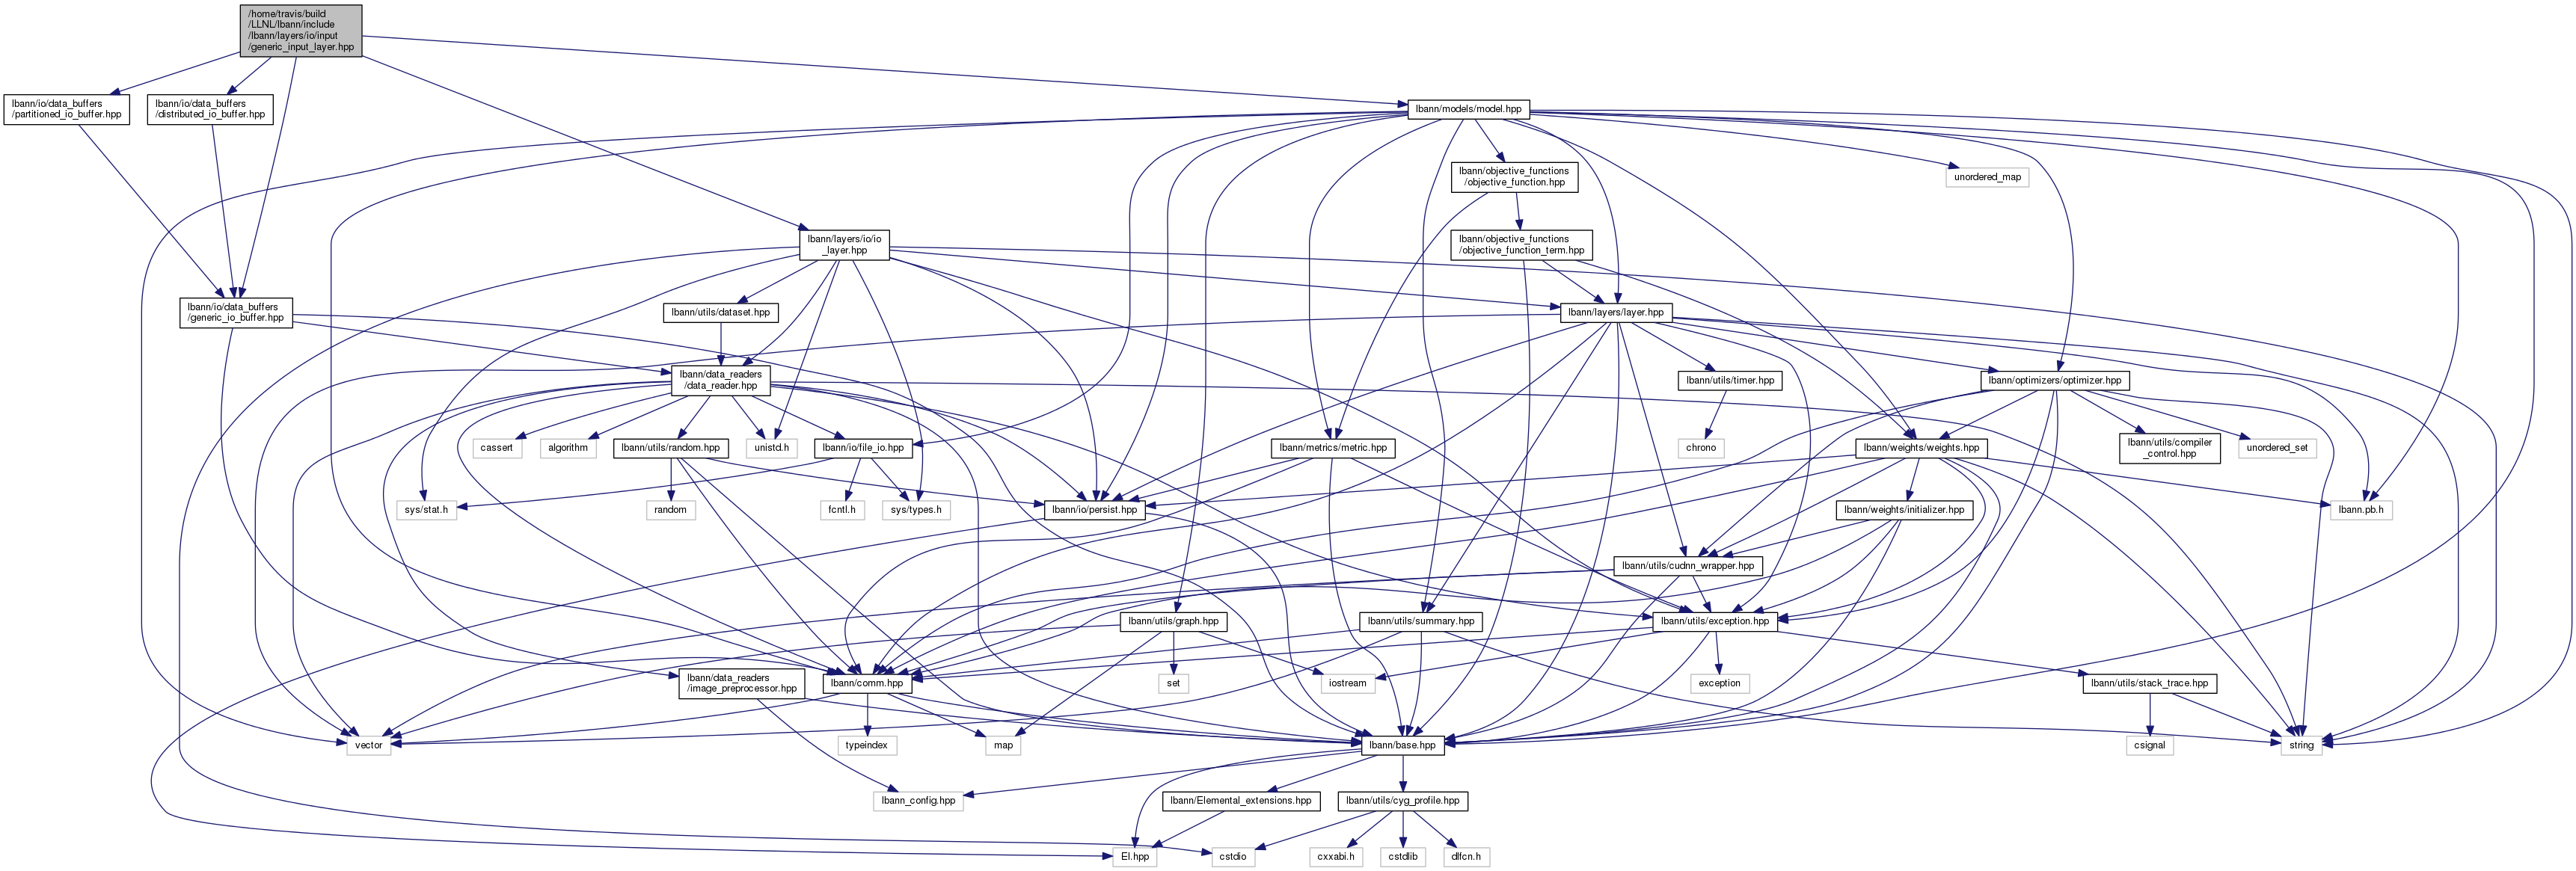 /home/travis/build
/LLNL/lbann/include
/lbann/layers/io/input
/generic_input_layer.hpp
lbann/io/data_buffers
/partitioned_io_buffer.hpp
lbann/io/data_buffers
/distributed_io_buffer.hpp
lbann/models/model.hpp
lbann/objective_functions
/objective_function.hpp
unordered_map
lbann/layers/io/io
_layer.hpp
lbann/objective_functions
/objective_function_term.hpp
lbann/io/data_buffers
/generic_io_buffer.hpp
lbann/utils/dataset.hpp
lbann/layers/layer.hpp
lbann/data_readers
/data_reader.hpp
lbann/utils/timer.hpp
lbann/optimizers/optimizer.hpp
cassert
algorithm
lbann/utils/random.hpp
unistd.h
lbann/io/file_io.hpp
lbann/metrics/metric.hpp
chrono
lbann/weights/weights.hpp
lbann/utils/compiler
_control.hpp
unordered_set
sys/stat.h
random
fcntl.h
sys/types.h
lbann/io/persist.hpp
lbann/weights/initializer.hpp
lbann.pb.h
lbann/utils/cudnn_wrapper.hpp
lbann/utils/graph.hpp
lbann/utils/summary.hpp
lbann/utils/exception.hpp
lbann/data_readers
/image_preprocessor.hpp
lbann/comm.hpp
set
iostream
exception
lbann/utils/stack_trace.hpp
vector
typeindex
map
lbann/base.hpp
csignal
string
lbann_config.hpp
lbann/Elemental_extensions.hpp
lbann/utils/cyg_profile.hpp
El.hpp
cstdio
cxxabi.h
cstdlib
dlfcn.h